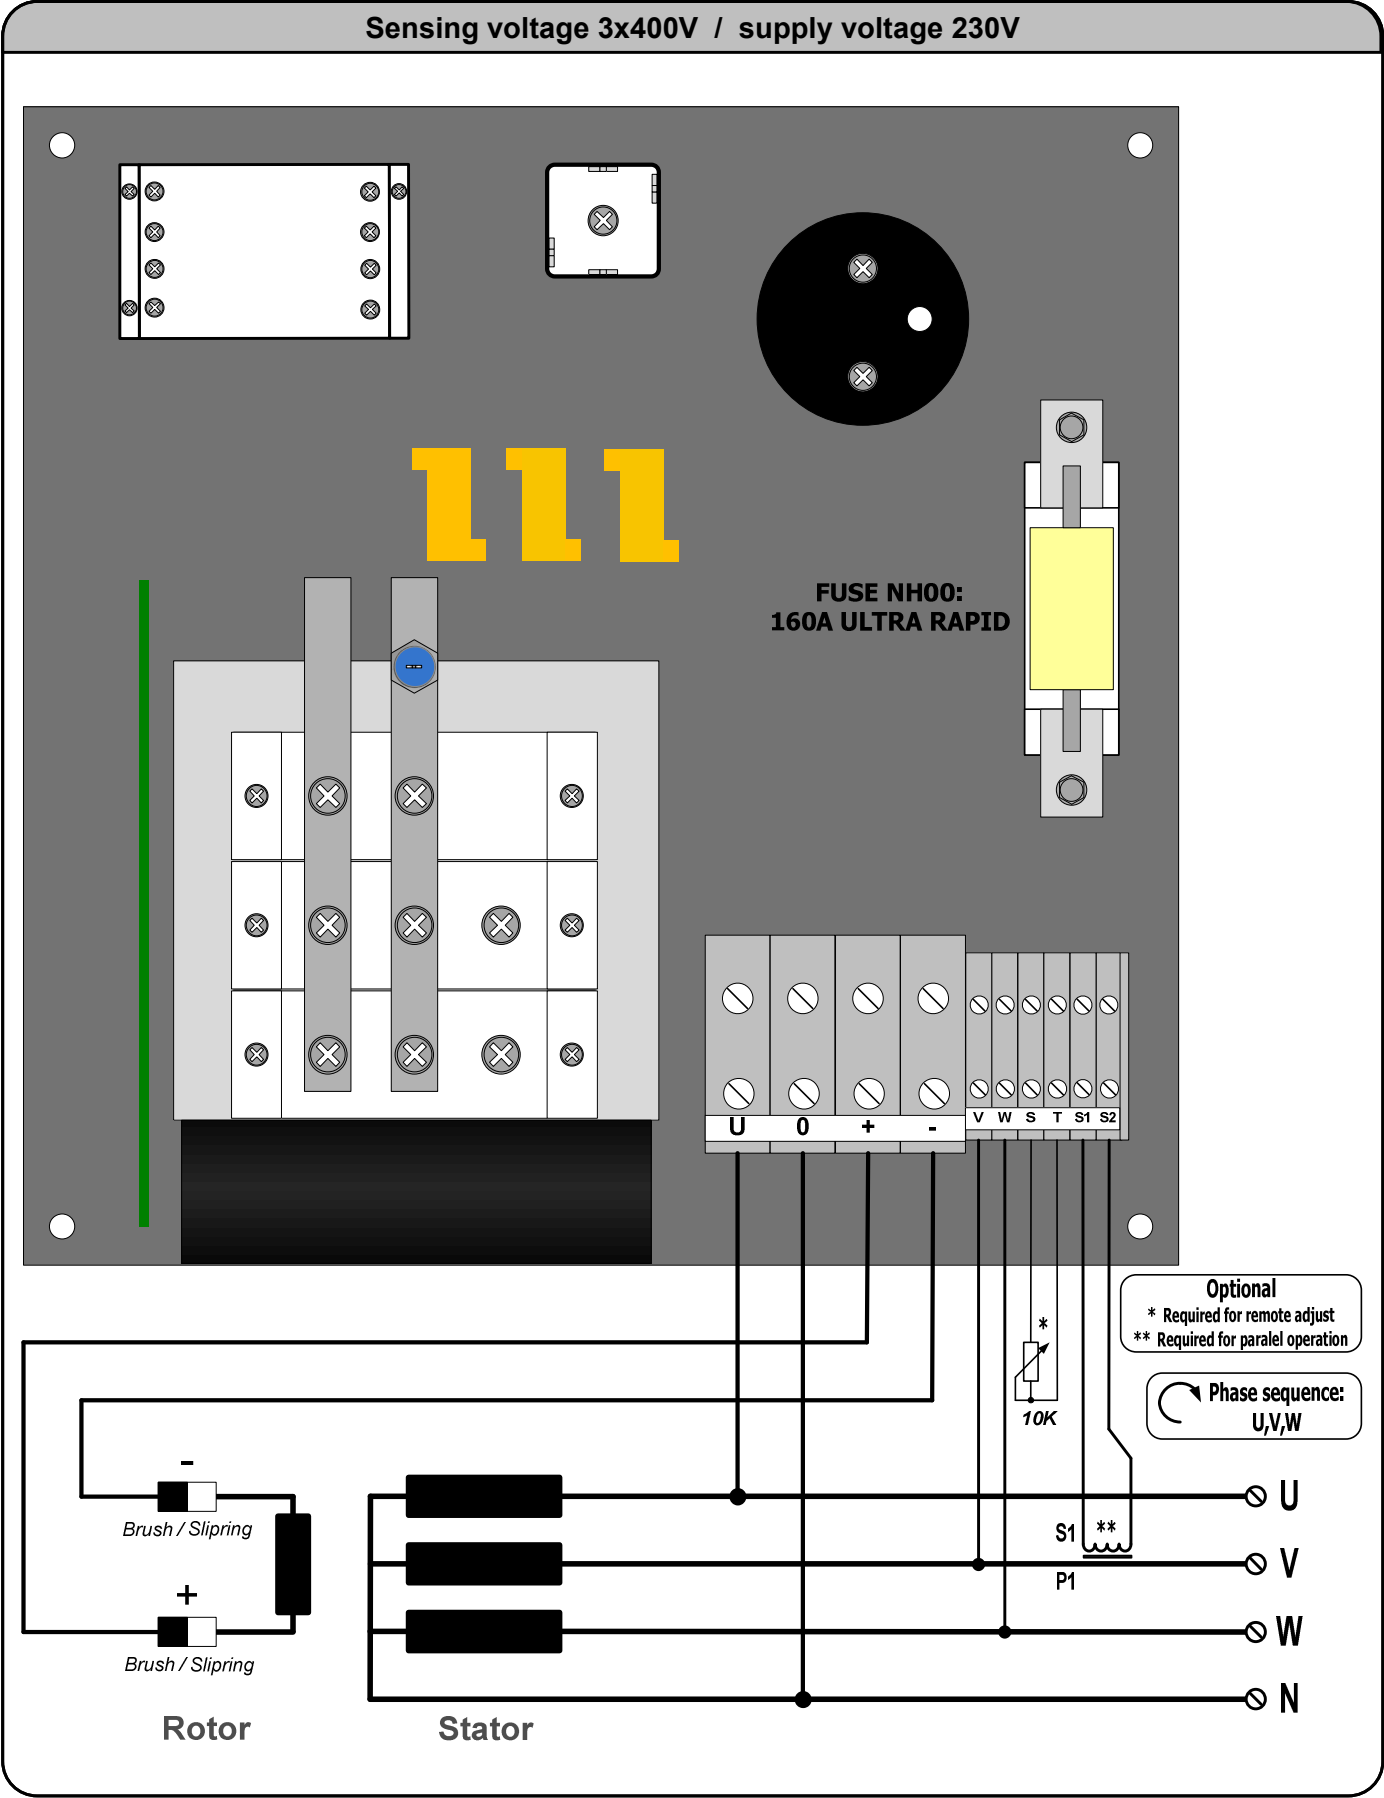 Sensing voltage 3x400V / supply voltage 230V
FUSE NH00:
160A ULTRA RAPID
U 0 + - V W S T S1 S2
Optional
* Required for remote adjust
** Required for paralel operation
Phase sequence:
U,V,W
*
10K
-
Brush / Slipring
+
Brush / Slipring
S1 **
P1
U
V
W
N
Rotor
Stator